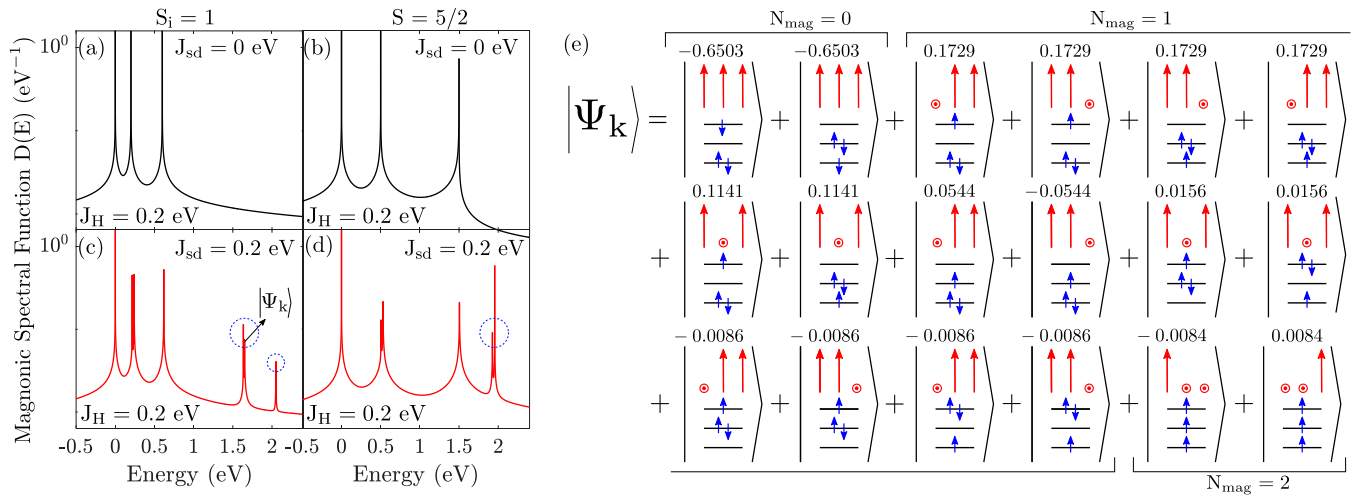 S_i = 1
S = 5/2
Magnonic Spectral Function D(E) (eV⁻¹)
10⁰
(a)
J_sd = 0 eV
J_H = 0.2 eV
(b)
J_sd = 0 eV
J_H = 0.2 eV
10⁰
(c)
J_sd = 0.2 eV
|Ψ_k⟩
J_H = 0.2 eV
(d)
J_sd = 0.2 eV
J_H = 0.2 eV
-0.5 0 0.5 1 1.5 2
-0.5 0 0.5 1 1.5 2
Energy (eV)
Energy (eV)
(e)
N_mag = 0
N_mag = 1
−0.6503 −0.6503 0.1729 0.1729 0.1729 0.1729
|Ψ_k⟩ = + + + + +
0.1141 0.1141 0.0544 −0.0544 0.0156 0.0156
+ + + + + +
−0.0086 −0.0086 −0.0086 −0.0086 −0.0084 0.0084
+ + + + + +
N_mag = 2